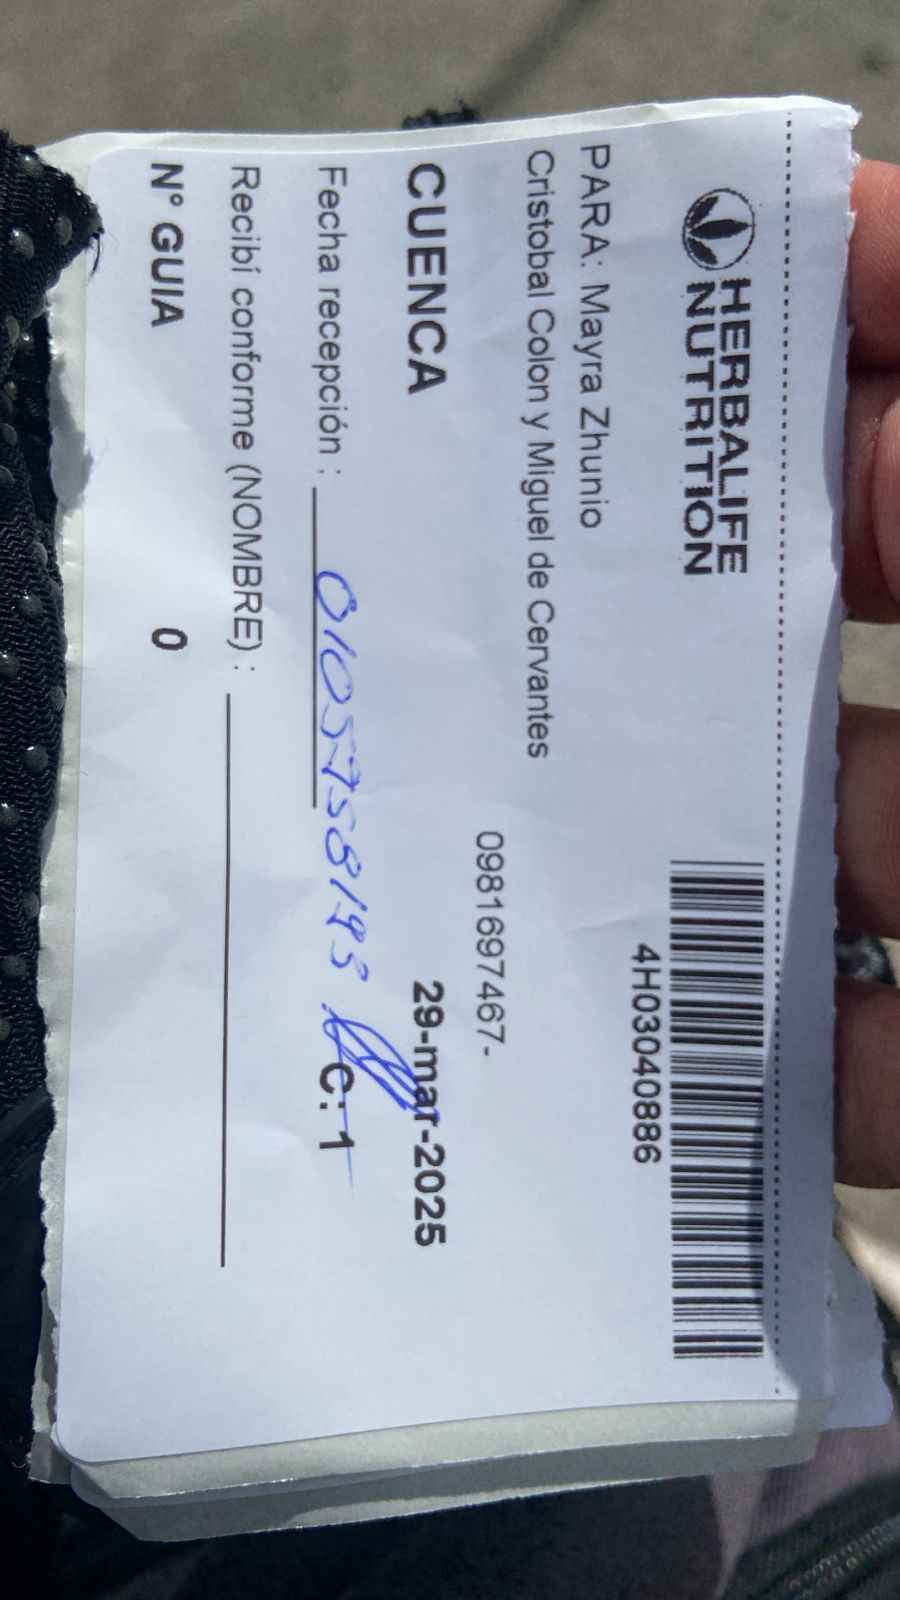 HERBALIFE
NUTRITION
4H03040886
PARA: Mayra Zhunio
Cristobal Colon y Miguel de Cervantes
0981697467-
CUENCA 29-mar-2025
Fecha recepción : 0105758193 C: 1
Recibí conforme (NOMBRE) :
N° GUIA 0